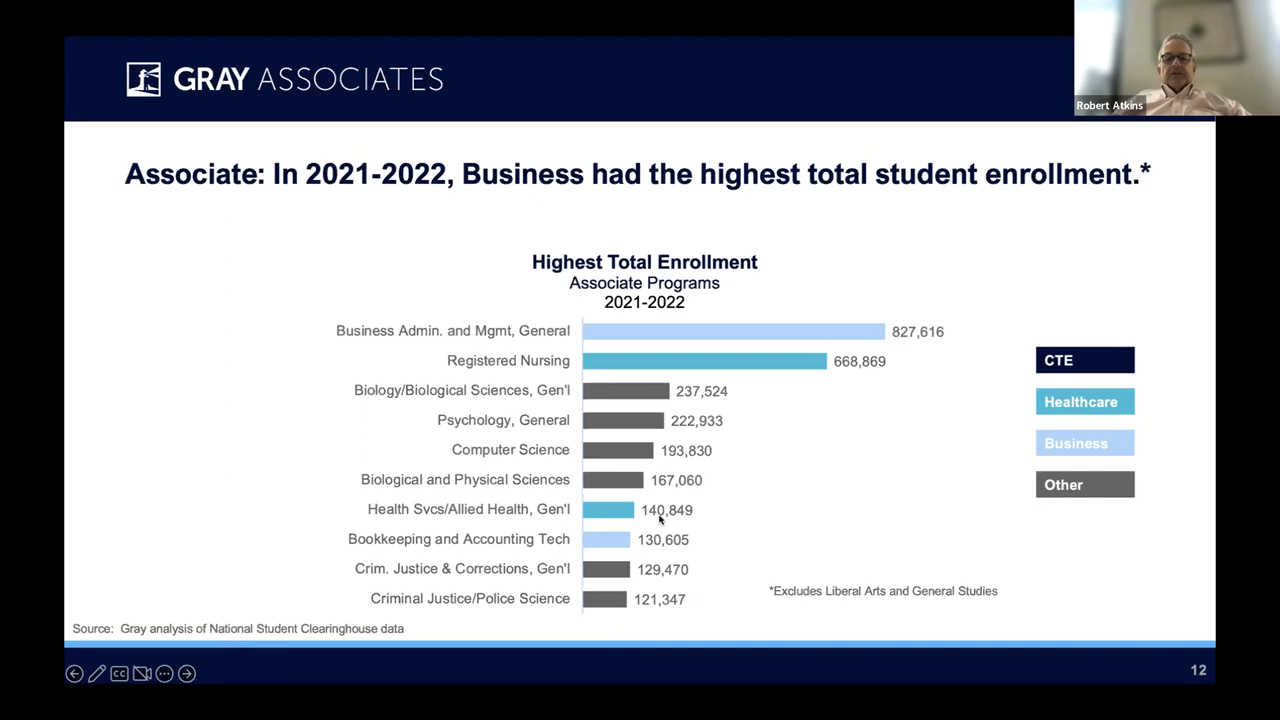 GRAY ASSOCIATES
Robert Atkins
Associate: In 2021-2022, Business had the highest total student enrollment.*
Highest Total Enrollment
Associate Programs
2021-2022
Business Admin. and Mgmt, General 827,616
Registered Nursing 668,869
Biology/Biological Sciences, Gen'l 237,524
Psychology, General 222,933
Computer Science 193,830
Biological and Physical Sciences 167,060
Health Svcs/Allied Health, Gen'l 140,849
Bookkeeping and Accounting Tech 130,605
Crim. Justice & Corrections, Gen'l 129,470
Criminal Justice/Police Science 121,347
CTE
Healthcare
Business
Other
*Excludes Liberal Arts and General Studies
Source: Gray analysis of National Student Clearinghouse data
CC
12